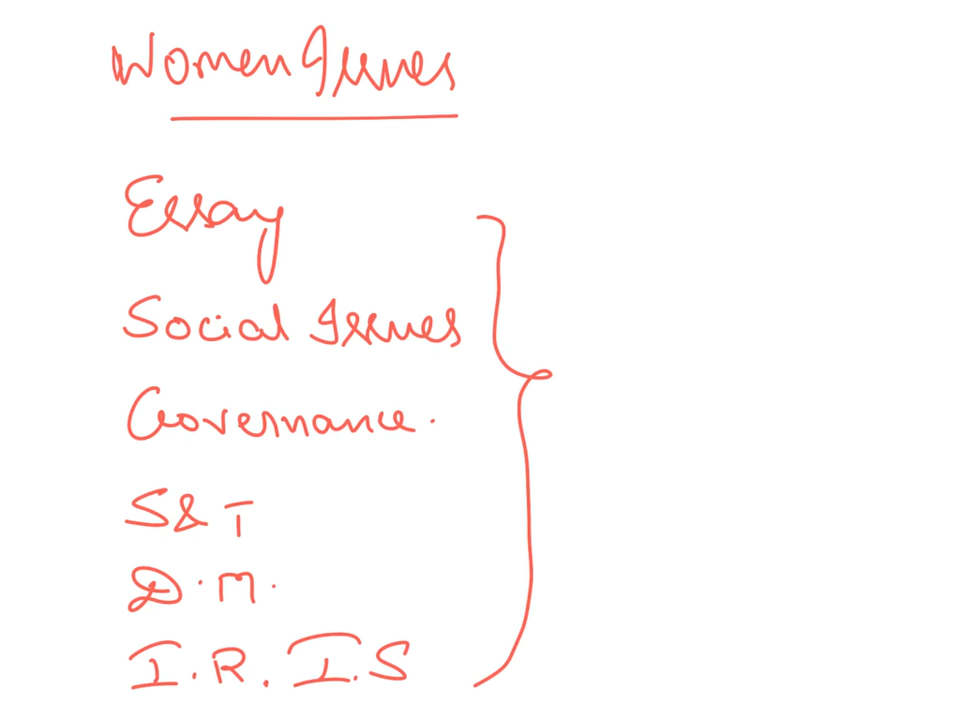 Women Issues
Essay
Social Issues
Governance.
S & T
D.M.
I.R. I.S